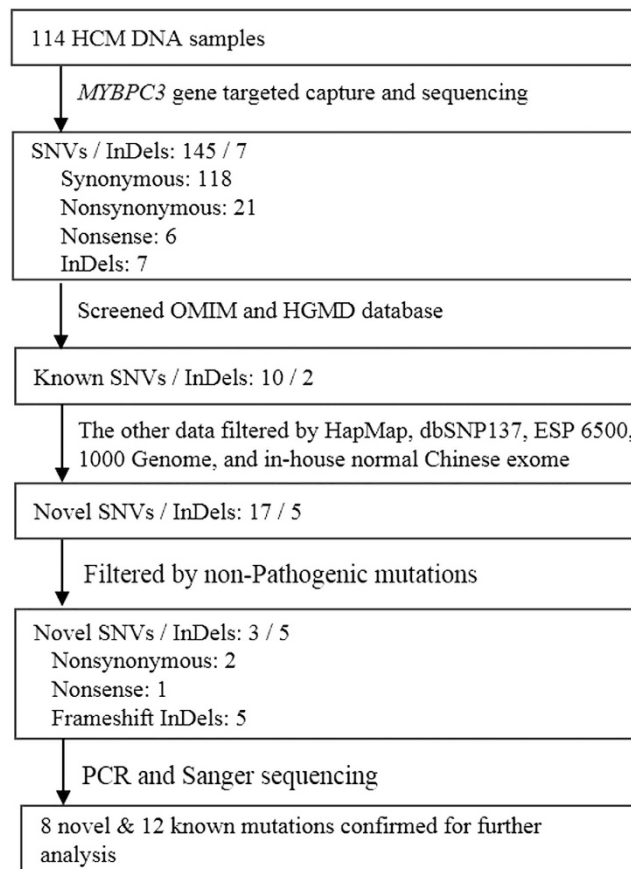 114 HCM DNA samples
MYBPC3 gene targeted capture and sequencing
SNVs / InDels: 145 / 7
Synonymous: 118
Nonsynonymous: 21
Nonsense: 6
InDels: 7
Screened OMIM and HGMD database
Known SNVs / InDels: 10 / 2
The other data filtered by HapMap, dbSNP137, ESP 6500,
1000 Genome, and in-house normal Chinese exome
Novel SNVs / InDels: 17 / 5
Filtered by non-Pathogenic mutations
Novel SNVs / InDels: 3 / 5
Nonsynonymous: 2
Nonsense: 1
Frameshift InDels: 5
PCR and Sanger sequencing
8 novel & 12 known mutations confirmed for further
analysis